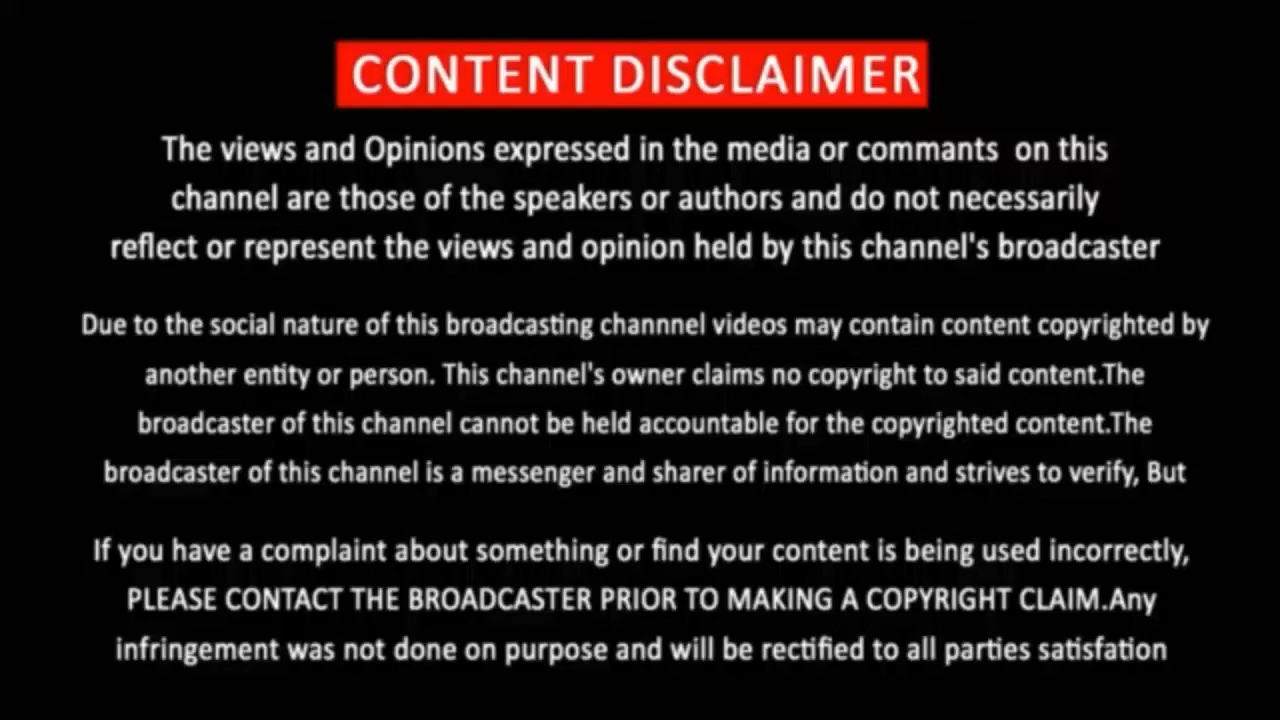 CONTENT DISCLAIMER
The views and Opinions expressed in the media or commants on this
channel are those of the speakers or authors and do not necessarily
reflect or represent the views and opinion held by this channel's broadcaster
Due to the social nature of this broadcasting channnel videos may contain content copyrighted by
another entity or person. This channel's owner claims no copyright to said content.The
broadcaster of this channel cannot be held accountable for the copyrighted content.The
broadcaster of this channel is a messenger and sharer of information and strives to verify, But
If you have a complaint about something or find your content is being used incorrectly,
PLEASE CONTACT THE BROADCASTER PRIOR TO MAKING A COPYRIGHT CLAIM.Any
infringement was not done on purpose and will be rectified to all parties satisfation